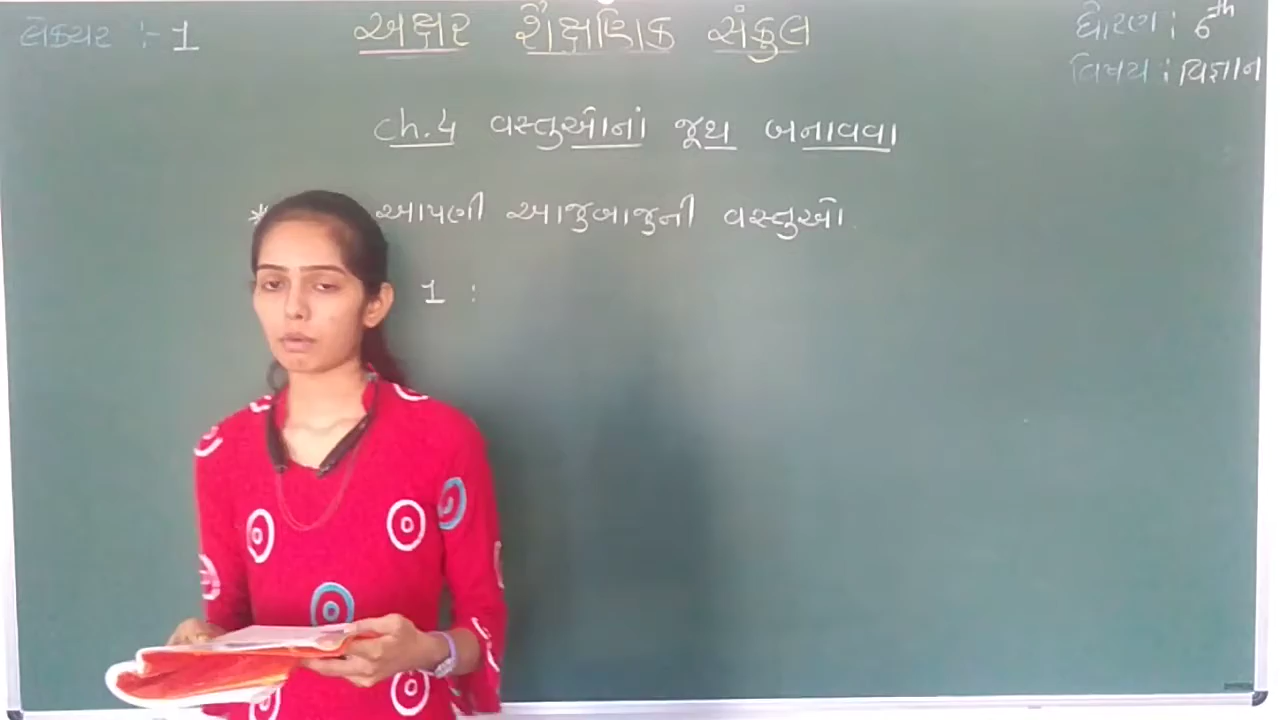 લેક્ચર :- 1
અક્ષર શૈક્ષણિક સંકુલ
ધોરણ : 6th
વિષય : વિજ્ઞાન
ch.4 વસ્તુઓનાં જૂથ બનાવવા
* આપણી આજુબાજુની વસ્તુઓ.
1 :